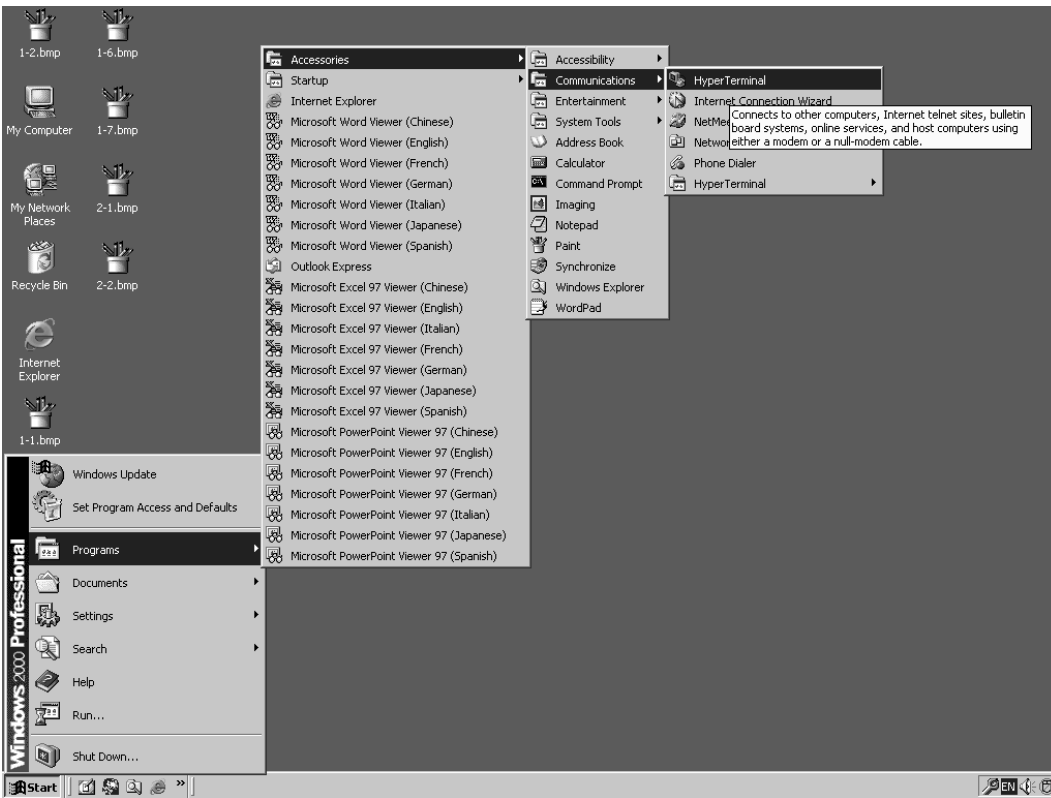 1-2.bmp
1-6.bmp
My Computer
1-7.bmp
My Network
Places
2-1.bmp
Recycle Bin
2-2.bmp
Internet
Explorer
1-1.bmp
Windows 2000 Professional
Windows Update
Set Program Access and Defaults
Programs
Documents
Settings
Search
Help
Run...
Shut Down...
Accessories
Startup
Internet Explorer
Microsoft Word Viewer (Chinese)
Microsoft Word Viewer (English)
Microsoft Word Viewer (French)
Microsoft Word Viewer (German)
Microsoft Word Viewer (Italian)
Microsoft Word Viewer (Japanese)
Microsoft Word Viewer (Spanish)
Outlook Express
Microsoft Excel 97 Viewer (Chinese)
Microsoft Excel 97 Viewer (English)
Microsoft Excel 97 Viewer (Italian)
Microsoft Excel 97 Viewer (French)
Microsoft Excel 97 Viewer (German)
Microsoft Excel 97 Viewer (Japanese)
Microsoft Excel 97 Viewer (Spanish)
Microsoft PowerPoint Viewer 97 (Chinese)
Microsoft PowerPoint Viewer 97 (English)
Microsoft PowerPoint Viewer 97 (French)
Microsoft PowerPoint Viewer 97 (German)
Microsoft PowerPoint Viewer 97 (Italian)
Microsoft PowerPoint Viewer 97 (Japanese)
Microsoft PowerPoint Viewer 97 (Spanish)
Accessibility
Communications
Entertainment
System Tools
Address Book
Calculator
Command Prompt
Imaging
Notepad
Paint
Synchronize
Windows Explorer
WordPad
HyperTerminal
Internet Connection Wizard
NetMee
Networ
Phone Dialer
HyperTerminal
Connects to other computers, Internet telnet sites, bulletin
board systems, online services, and host computers using
either a modem or a null-modem cable.
Start
»
EN